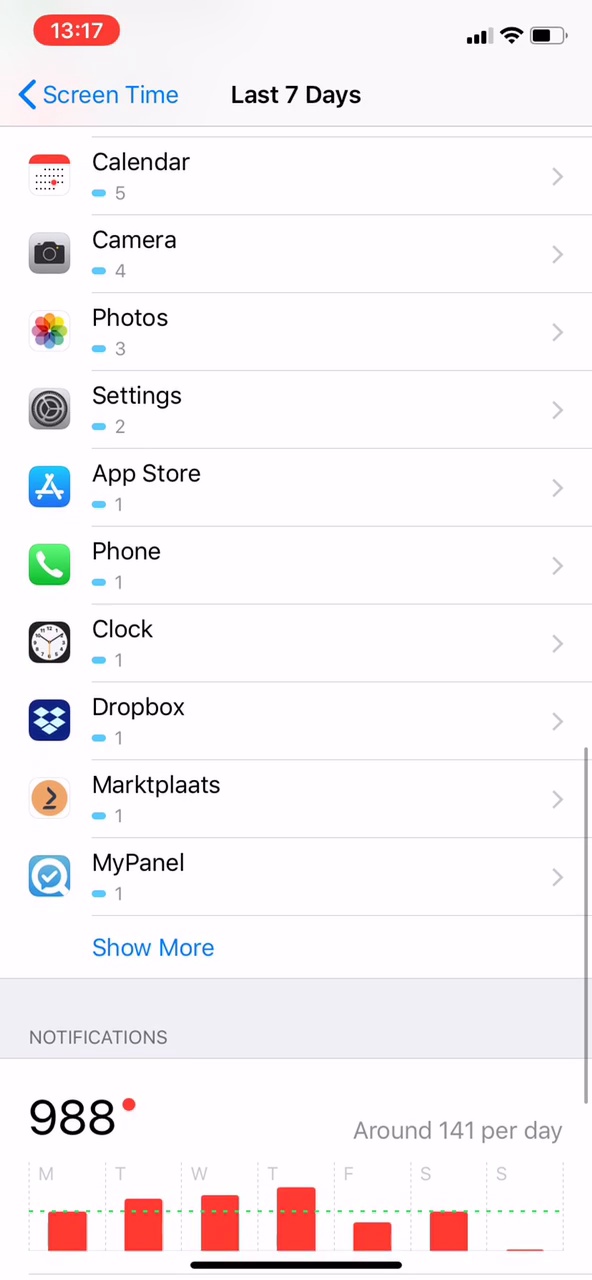 13:17
Screen Time Last 7 Days
Calendar
5
Camera
4
Photos
3
Settings
2
App Store
1
Phone
1
Clock
1
Dropbox
1
Marktplaats
1
MyPanel
1
Show More
NOTIFICATIONS
988
Around 141 per day
M T W T F S S